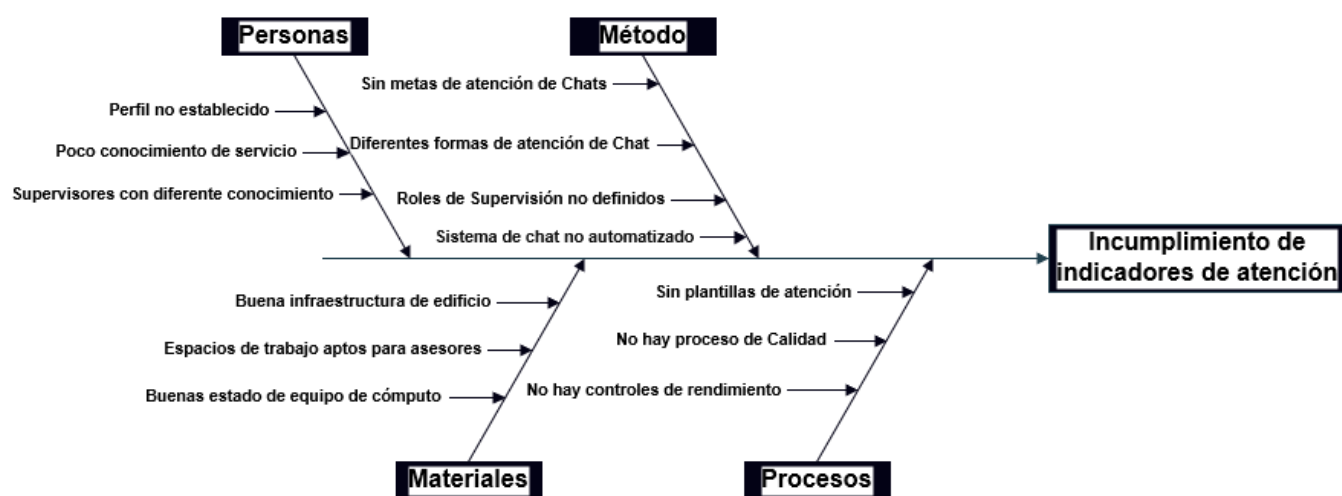 Personas
Método
Sin metas de atención de Chats
Perfil no establecido
Diferentes formas de atención de Chat
Poco conocimiento de servicio
Supervisores con diferente conocimiento
Roles de Supervisión no definidos
Sistema de chat no automatizado
Incumplimiento de
indicadores de atención
Buena infraestructura de edificio
Sin plantillas de atención
Espacios de trabajo aptos para asesores
No hay proceso de Calidad
Buenas estado de equipo de cómputo
No hay controles de rendimiento
Materiales
Procesos